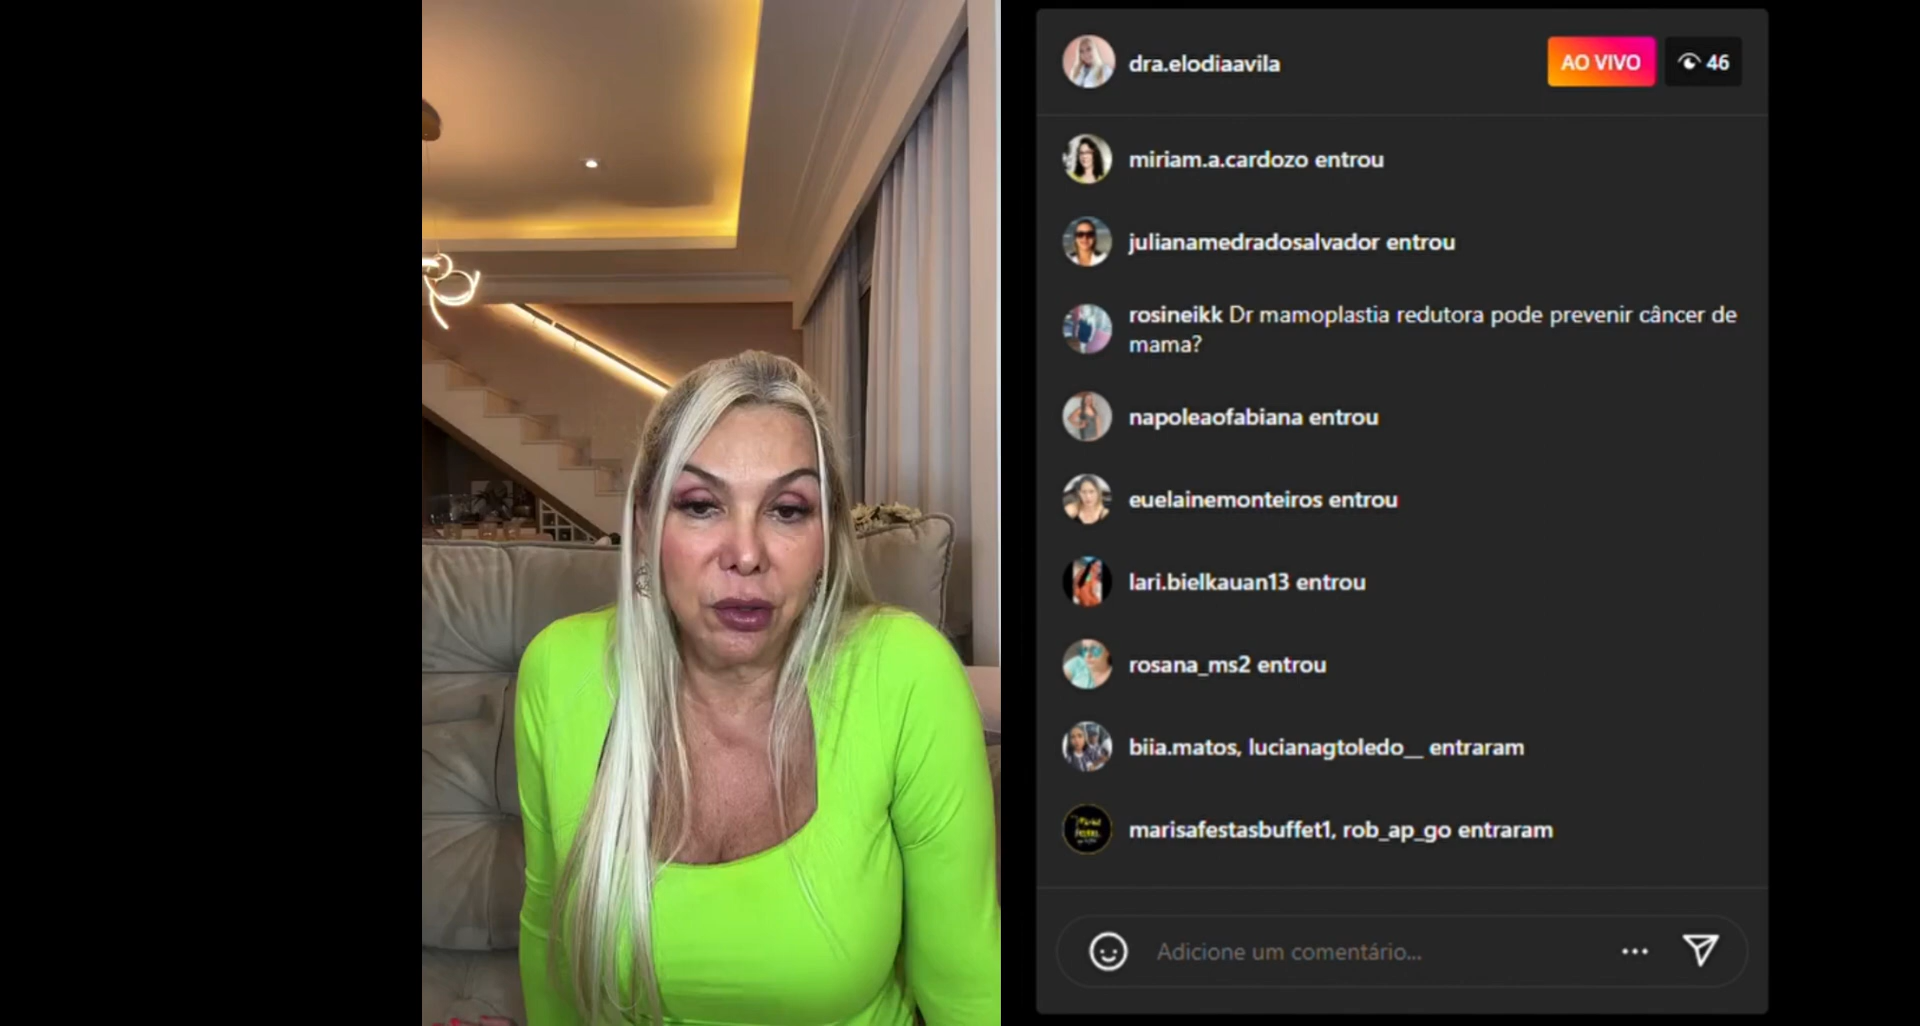 dra.elodiaavila
AO VIVO
46
miriam.a.cardozo entrou
julianamedradosalvador entrou
rosineikk Dr mamoplastia redutora pode prevenir câncer de
mama?
napoleaofabiana entrou
euelainemonteiros entrou
lari.bielkauan13 entrou
rosana_ms2 entrou
biia.matos, lucianagtoledo__ entraram
marisafestasbuffet1, rob_ap_go entraram
Adicione um comentário...